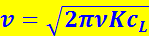 v = √(2πνKc_L)